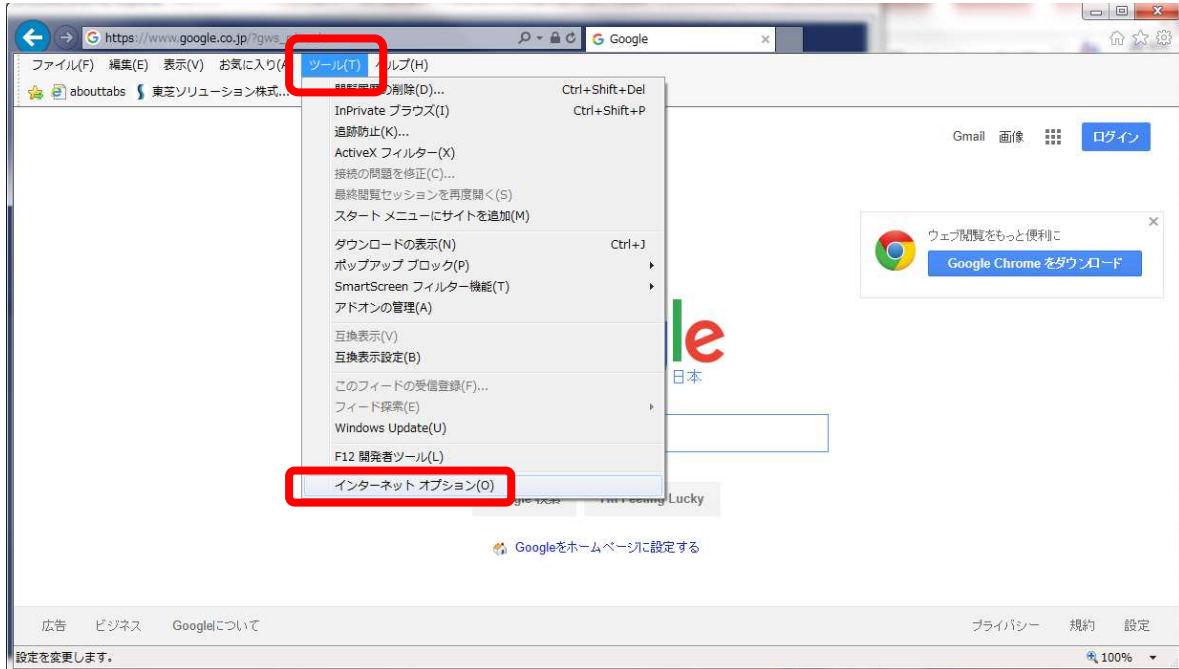 https://www.google.co.jp/?gws_
Google
ファイル(F) 編集(E) 表示(V) お気に入り(A ツール(T) ヘルプ(H)
abouttabs 東芝ソリューション株式...
閲覧履歴の削除(D)... Ctrl+Shift+Del
InPrivate ブラウズ(I) Ctrl+Shift+P
追跡防止(K)...
ActiveX フィルター(X)
接続の問題を修正(C)...
最終閲覧セッションを再度開く(S)
スタート メニューにサイトを追加(M)
ダウンロードの表示(N) Ctrl+J
ポップアップ ブロック(P)
SmartScreen フィルター機能(T)
アドオンの管理(A)
互換表示(V)
互換表示設定(B)
このフィードの受信登録(F)...
フィード探索(E)
Windows Update(U)
F12 開発者ツール(L)
インターネット オプション(O)
Gmail 画像 ログイン
ウェブ閲覧をもっと便利に
Google Chrome をダウンロード
le
日本
Google 検索 I'm Feeling Lucky
Googleをホームページに設定する
広告 ビジネス Googleについて プライバシー 規約 設定
設定を変更します。 100%